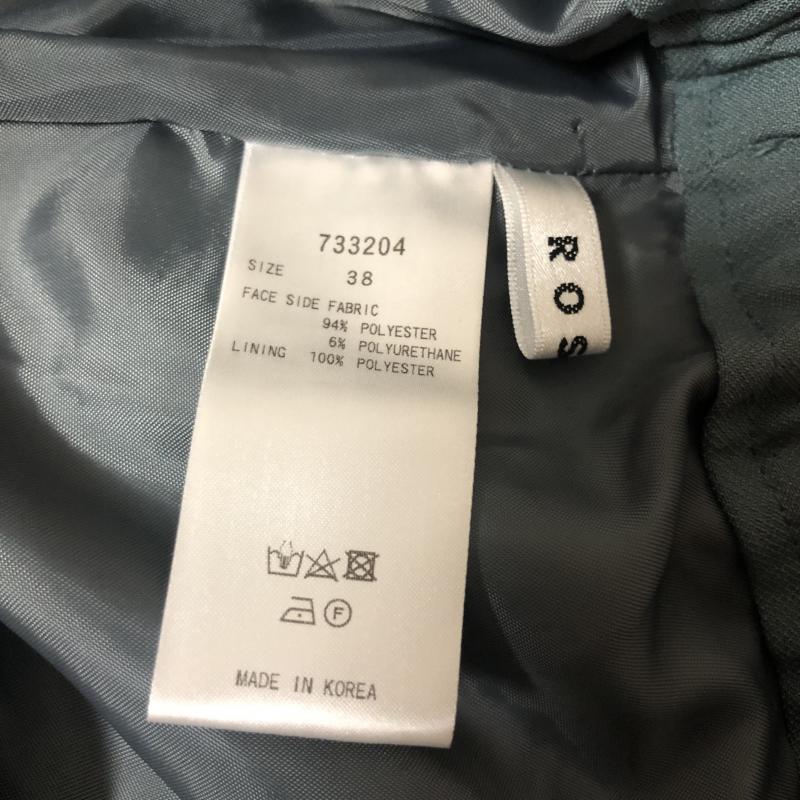 733204
SIZE 38
FACE SIDE FABRIC
94% POLYESTER
6% POLYURETHANE
LINING 100% POLYESTER
F
MADE IN KOREA
ROS